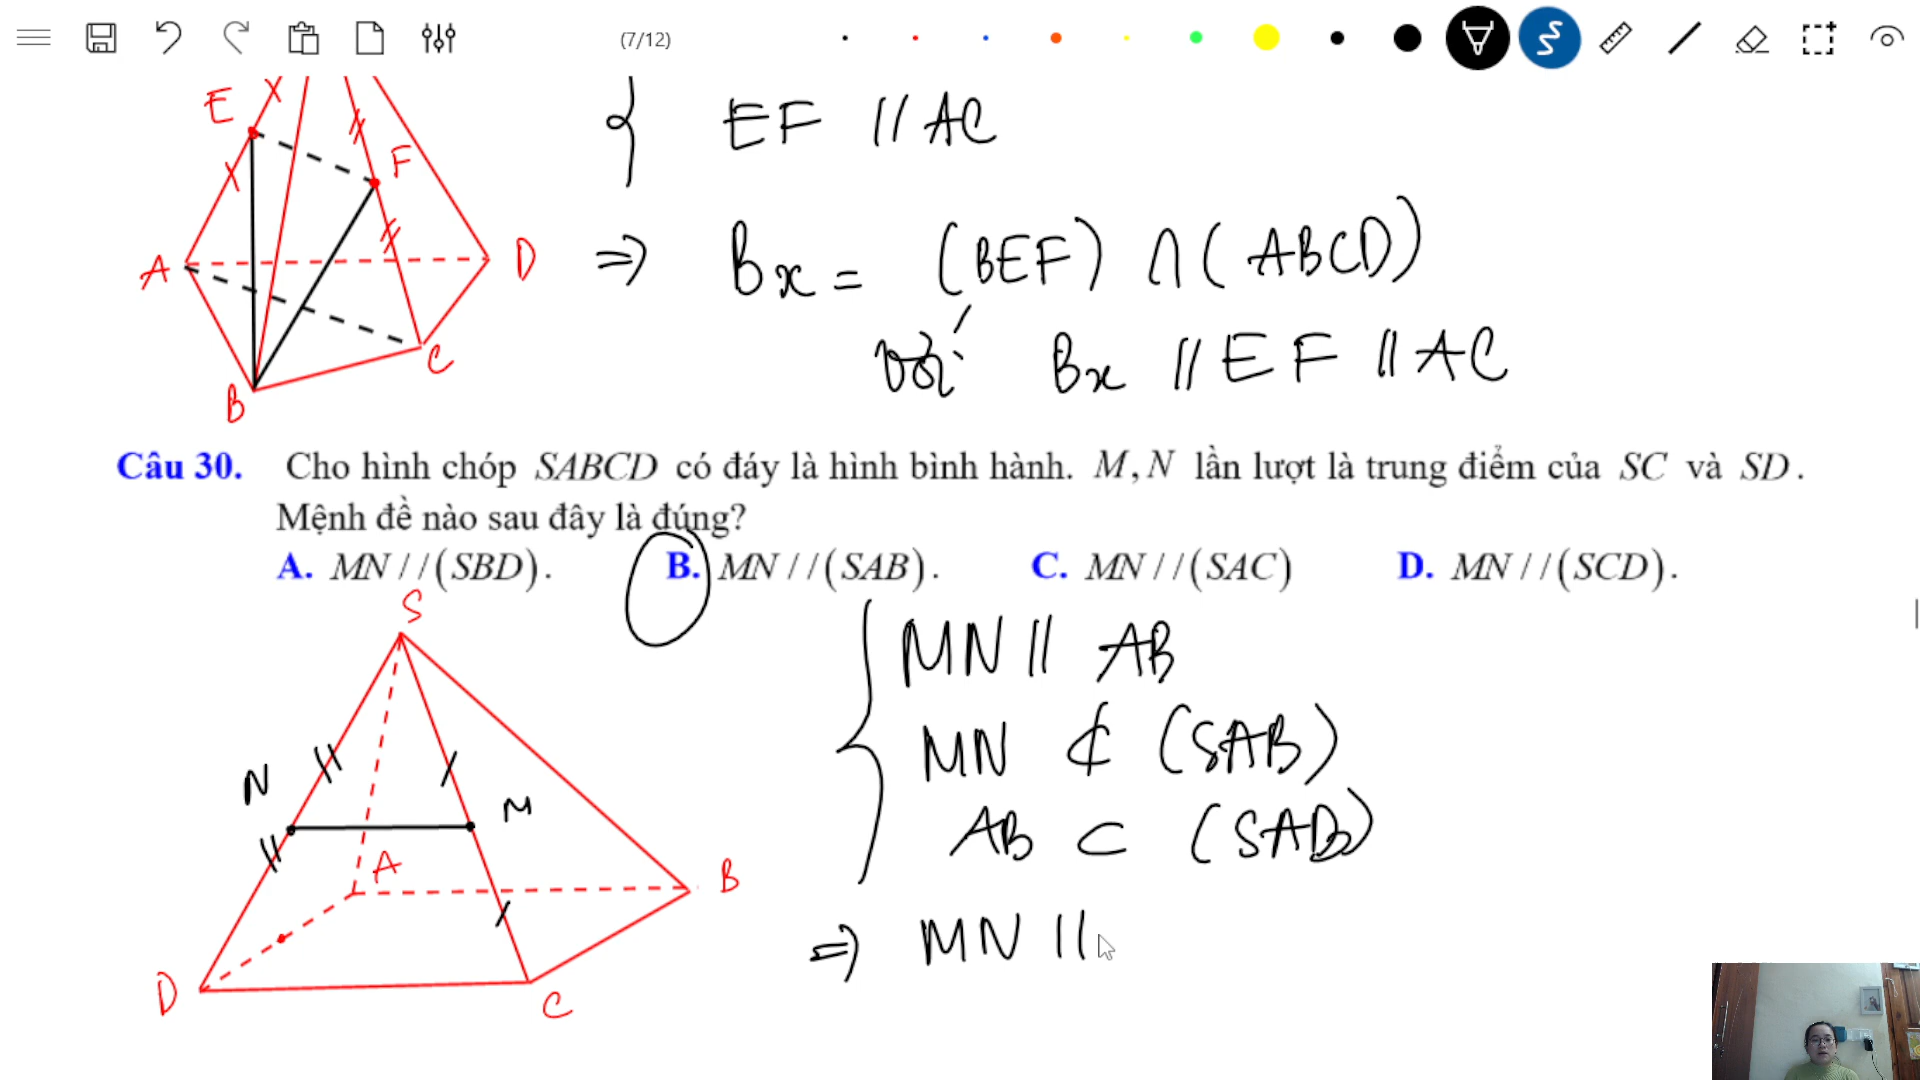 (7/12)
E
F
A
D
B
C
EF // AC
⇒ Bx = (BEF) ∩ (ABCD)
với Bx // EF // AC
Câu 30. Cho hình chóp SABCD có đáy là hình bình hành. M, N lần lượt là trung điểm của SC và SD.
Mệnh đề nào sau đây là đúng?
A. MN//(SBD). B. MN//(SAB). C. MN//(SAC) D. MN//(SCD).
S
N
M
A
B
D
C
MN // AB
MN ⊄ (SAB)
AB ⊂ (SAB)
⇒ MN //